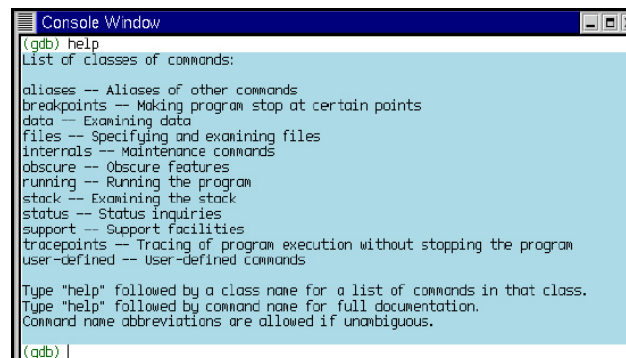 Console Window
(gdb) help
List of classes of commands:
aliases -- Aliases of other commands
breakpoints -- Making program stop at certain points
data -- Examining data
files -- Specifying and examining files
internals -- Maintenance commands
obscure -- Obscure features
running -- Running the program
stack -- Examining the stack
status -- Status inquiries
support -- Support facilities
tracepoints -- Tracing of program execution without stopping the program
user-defined -- User-defined commands
Type "help" followed by a class name for a list of commands in that class.
Type "help" followed by command name for full documentation.
Command name abbreviations are allowed if unambiguous.
(gdb)